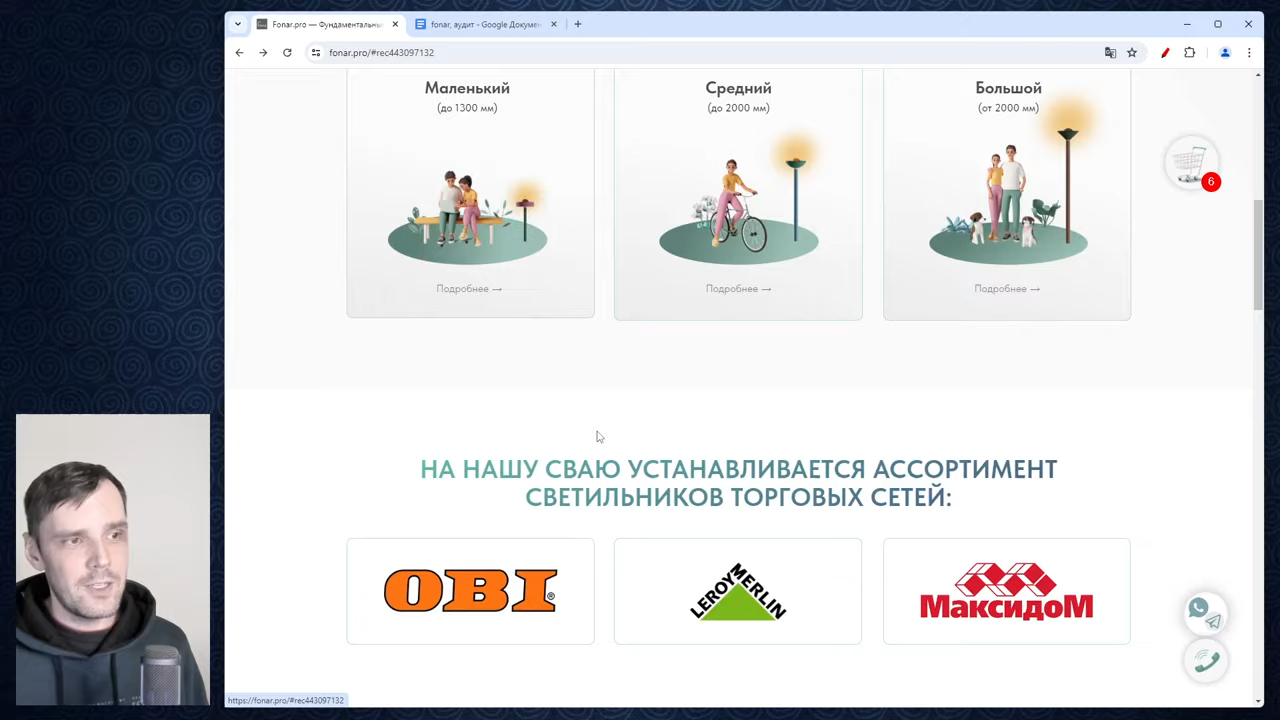 Fonar.pro — Фундаментальны
fonar, аудит - Google Докумен
fonar.pro/#rec443097132
Маленький
(до 1300 мм)
Подробнее →
Средний
(до 2000 мм)
Подробнее →
Большой
(от 2000 мм)
Подробнее →
6
НА НАШУ СВАЮ УСТАНАВЛИВАЕТСЯ АССОРТИМЕНТ
СВЕТИЛЬНИКОВ ТОРГОВЫХ СЕТЕЙ:
OBI®
LEROY MERLIN
МаксидоМ
https://fonar.pro/#rec443097132